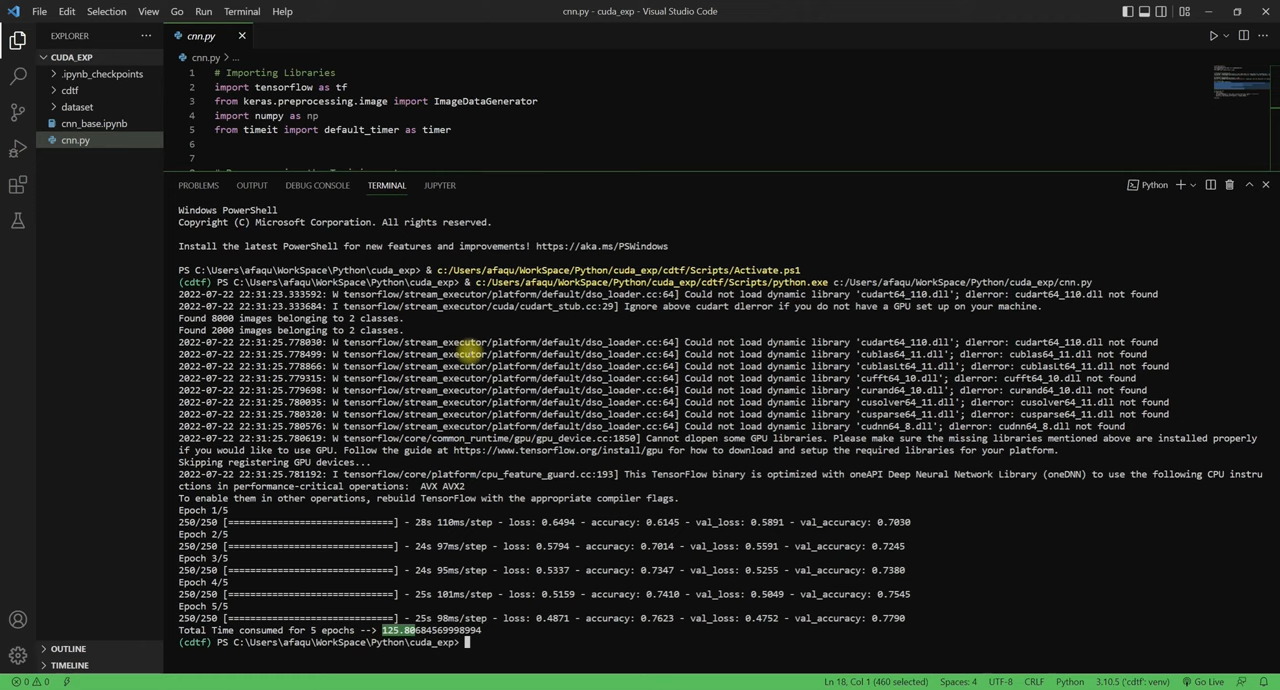 File Edit Selection View Go Run Terminal Help
cnn.py - cuda_exp - Visual Studio Code
EXPLORER
cnn.py
CUDA_EXP
.ipynb_checkpoints
cdtf
dataset
cnn_base.ipynb
cnn.py
cnn.py > ...
1 # Importing Libraries
2 import tensorflow as tf
3 from keras.preprocessing.image import ImageDataGenerator
4 import numpy as np
5 from timeit import default_timer as timer
6
7
PROBLEMS OUTPUT DEBUG CONSOLE TERMINAL JUPYTER
Python
Windows PowerShell
Copyright (C) Microsoft Corporation. All rights reserved.
Install the latest PowerShell for new features and improvements! https://aka.ms/PSWindows
PS C:\Users\afaqu\WorkSpace\Python\cuda_exp> & c:/Users/afaqu/WorkSpace/Python/cuda_exp/cdtf/Scripts/Activate.ps1
(cdtf) PS C:\Users\afaqu\WorkSpace\Python\cuda_exp> & c:/Users/afaqu/WorkSpace/Python/cuda_exp/cdtf/Scripts/python.exe c:/Users/afaqu/WorkSpace/Python/cuda_exp/cnn.py
2022-07-22 22:31:23.333592: W tensorflow/stream_executor/platform/default/dso_loader.cc:64] Could not load dynamic library 'cudart64_110.dll'; dlerror: cudart64_110.dll not found
2022-07-22 22:31:23.333684: I tensorflow/stream_executor/cuda/cudart_stub.cc:29] Ignore above cudart dlerror if you do not have a GPU set up on your machine.
Found 8000 images belonging to 2 classes.
Found 2000 images belonging to 2 classes.
2022-07-22 22:31:25.778030: W tensorflow/stream_executor/platform/default/dso_loader.cc:64] Could not load dynamic library 'cudart64_110.dll'; dlerror: cudart64_110.dll not found
2022-07-22 22:31:25.778499: W tensorflow/stream_executor/platform/default/dso_loader.cc:64] Could not load dynamic library 'cublas64_11.dll'; dlerror: cublas64_11.dll not found
2022-07-22 22:31:25.778866: W tensorflow/stream_executor/platform/default/dso_loader.cc:64] Could not load dynamic library 'cublasLt64_11.dll'; dlerror: cublasLt64_11.dll not found
2022-07-22 22:31:25.779315: W tensorflow/stream_executor/platform/default/dso_loader.cc:64] Could not load dynamic library 'cufft64_10.dll'; dlerror: cufft64_10.dll not found
2022-07-22 22:31:25.779698: W tensorflow/stream_executor/platform/default/dso_loader.cc:64] Could not load dynamic library 'curand64_10.dll'; dlerror: curand64_10.dll not found
2022-07-22 22:31:25.780035: W tensorflow/stream_executor/platform/default/dso_loader.cc:64] Could not load dynamic library 'cusolver64_11.dll'; dlerror: cusolver64_11.dll not found
2022-07-22 22:31:25.780320: W tensorflow/stream_executor/platform/default/dso_loader.cc:64] Could not load dynamic library 'cusparse64_11.dll'; dlerror: cusparse64_11.dll not found
2022-07-22 22:31:25.780576: W tensorflow/stream_executor/platform/default/dso_loader.cc:64] Could not load dynamic library 'cudnn64_8.dll'; dlerror: cudnn64_8.dll not found
2022-07-22 22:31:25.780619: W tensorflow/core/common_runtime/gpu/gpu_device.cc:1850] Cannot dlopen some GPU libraries. Please make sure the missing libraries mentioned above are installed properly
if you would like to use GPU. Follow the guide at https://www.tensorflow.org/install/gpu for how to download and setup the required libraries for your platform.
Skipping registering GPU devices...
2022-07-22 22:31:25.781192: I tensorflow/core/platform/cpu_feature_guard.cc:193] This TensorFlow binary is optimized with oneAPI Deep Neural Network Library (oneDNN) to use the following CPU instru
ctions in performance-critical operations:  AVX AVX2
To enable them in other operations, rebuild TensorFlow with the appropriate compiler flags.
Epoch 1/5
250/250 [==============================] - 28s 110ms/step - loss: 0.6494 - accuracy: 0.6145 - val_loss: 0.5891 - val_accuracy: 0.7030
Epoch 2/5
250/250 [==============================] - 24s 97ms/step - loss: 0.5794 - accuracy: 0.7014 - val_loss: 0.5591 - val_accuracy: 0.7245
Epoch 3/5
250/250 [==============================] - 24s 95ms/step - loss: 0.5337 - accuracy: 0.7347 - val_loss: 0.5255 - val_accuracy: 0.7380
Epoch 4/5
250/250 [==============================] - 25s 101ms/step - loss: 0.5159 - accuracy: 0.7410 - val_loss: 0.5049 - val_accuracy: 0.7545
Epoch 5/5
250/250 [==============================] - 25s 98ms/step - loss: 0.4871 - accuracy: 0.7623 - val_loss: 0.4752 - val_accuracy: 0.7790
Total Time consumed for 5 epochs --> 125.80684569998994
(cdtf) PS C:\Users\afaqu\WorkSpace\Python\cuda_exp>
OUTLINE
TIMELINE
0 0 Ln 18, Col 1 (460 selected) Spaces: 4 UTF-8 CRLF Python 3.10.5 ('cdtf': venv) Go Live